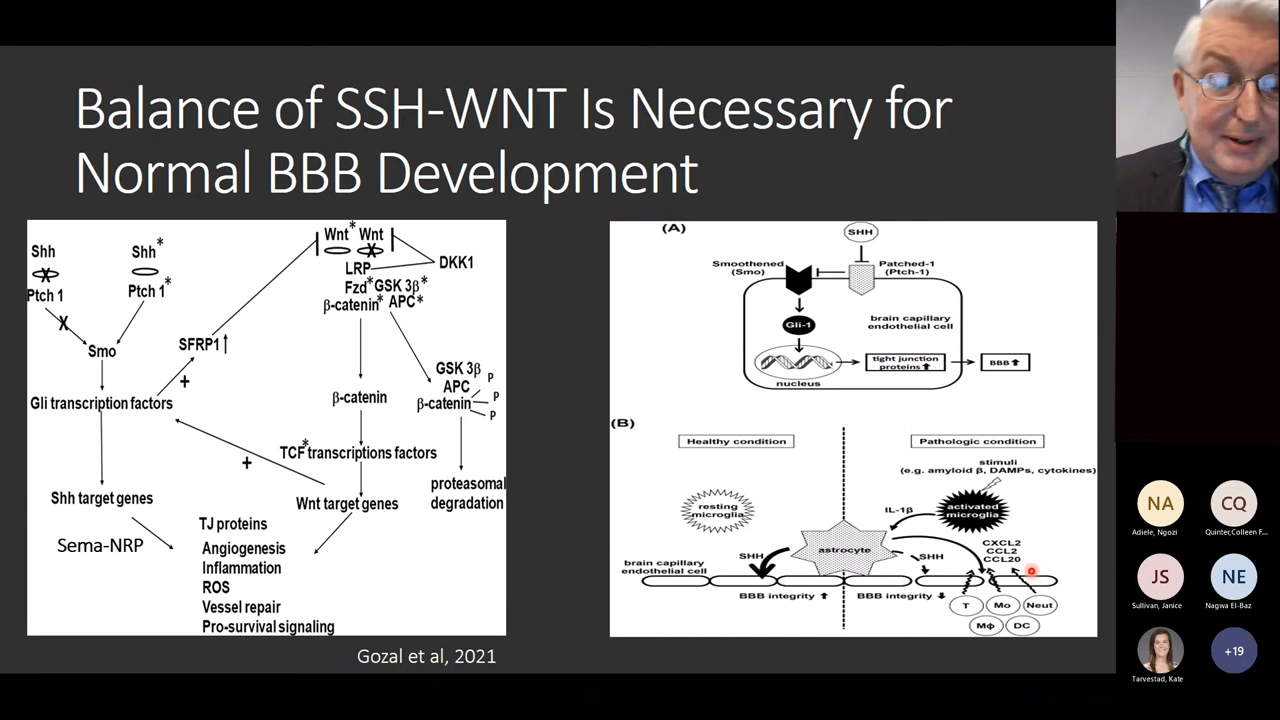 Balance of SSH-WNT Is Necessary for
Normal BBB Development
Shh
X
Ptch 1
X
Shh*
Ptch 1*
Smo
Gli transcription factors
SFRP1↑
+
Wnt* Wnt
X
LRP
DKK1
Fzd* GSK 3β*
β-catenin* APC*
β-catenin
GSK 3β
APC
β-catenin
P
P
P
TCF* transcriptions factors
+
Wnt target genes
proteasomal
degradation
Shh target genes
Sema-NRP
TJ proteins
Angiogenesis
Inflammation
ROS
Vessel repair
Pro-survival signaling
Gozal et al, 2021
(A)
SHH
Smoothened
(Smo)
Patched-1
(Ptch-1)
Gli-1
brain capillary
endothelial cell
nucleus
tight junction
proteins ⬆
BBB ⬆
(B)
Healthy condition
Pathologic condition
stimuli
(e.g. amyloid β, DAMPs, cytokines)
resting
microglia
activated
microglia
IL-1β
astrocyte
SHH
SHH
CXCL2
CCL2
CCL20
brain capillary
endothelial cell
BBB integrity ⬆
BBB integrity ⬇
T
Mo
Neut
Mϕ
DC
NA
CQ
Adiele, Ngozi
Quinter,Colleen F...
JS
NE
Sullivan, Janice
Nagwa El-Baz
Tarvestad, Kate
+19